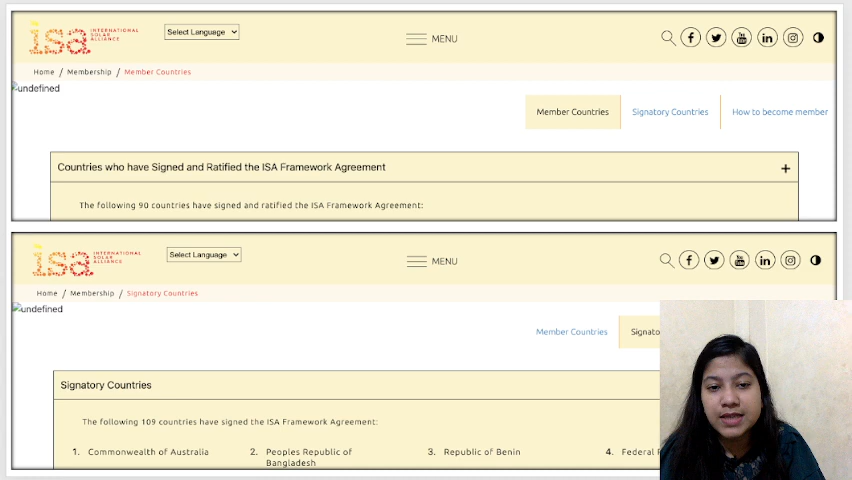 isa INTERNATIONAL SOLAR ALLIANCE
Select Language
MENU
Home / Membership / Member Countries
undefined
Member Countries
Signatory Countries
How to become member
Countries who have Signed and Ratified the ISA Framework Agreement
+
The following 90 countries have signed and ratified the ISA Framework Agreement:
isa INTERNATIONAL SOLAR ALLIANCE
Select Language
MENU
Home / Membership / Signatory Countries
undefined
Member Countries
Signatory Countries
The following 109 countries have signed the ISA Framework Agreement:
1. Commonwealth of Australia
2. Peoples Republic of
Bangladesh
3. Republic of Benin
4.